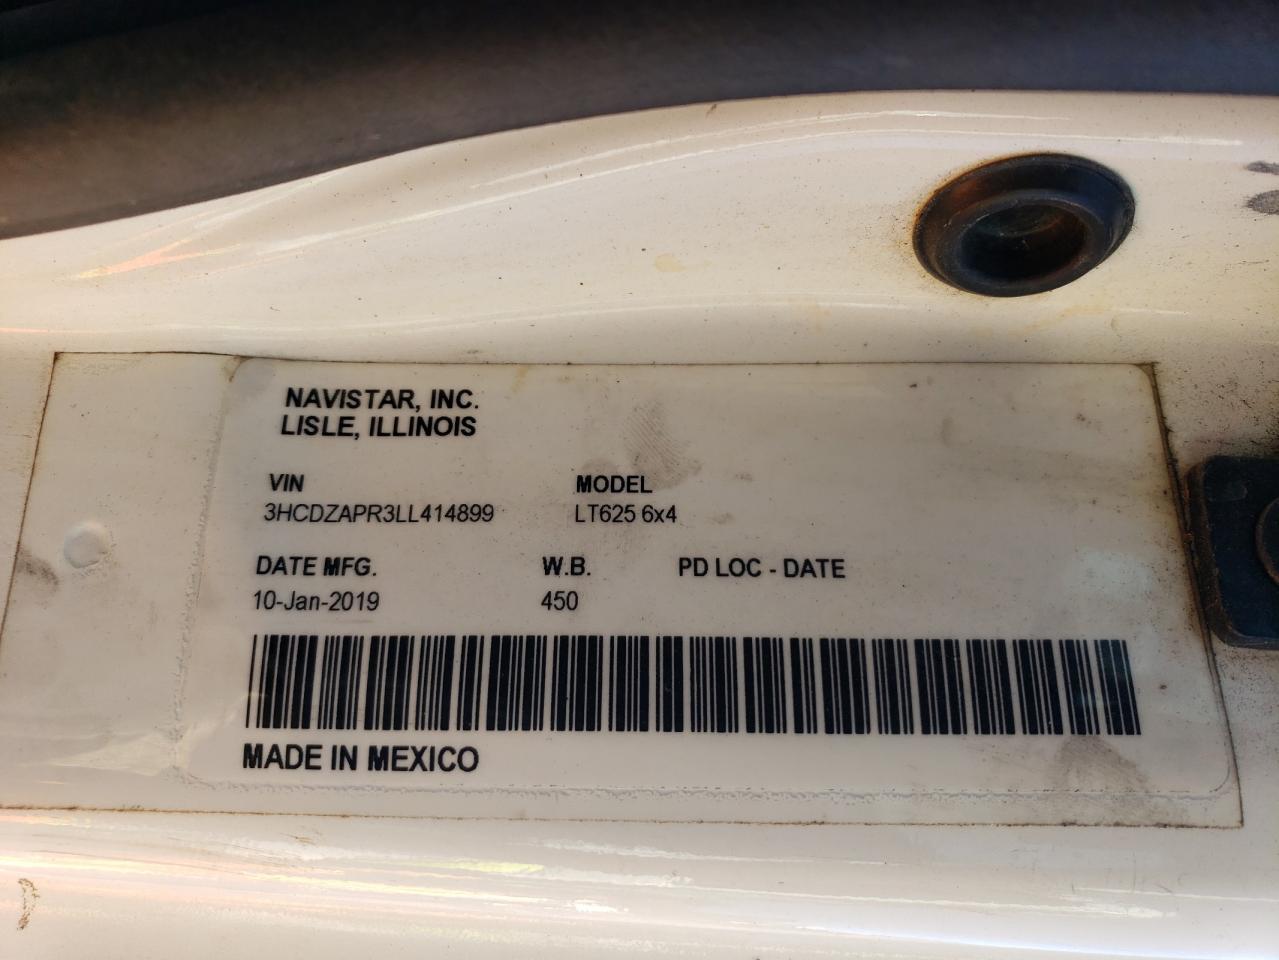 NAVISTAR, INC.
LISLE, ILLINOIS
VIN MODEL
3HCDZAPR3LL414899 LT625 6x4
DATE MFG. W.B. PD LOC - DATE
10-Jan-2019 450
MADE IN MEXICO